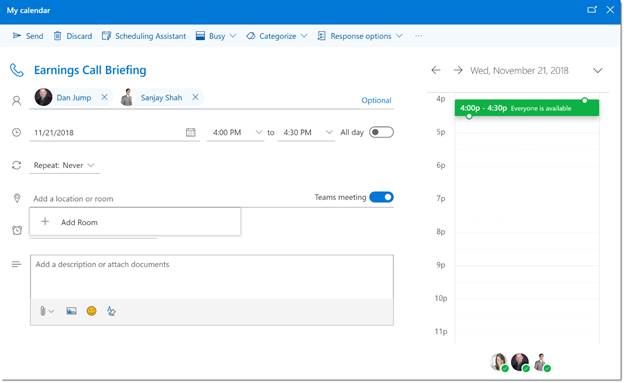 My calendar
Send Discard Scheduling Assistant Busy Categorize Response options ...
Earnings Call Briefing
Dan Jump Sanjay Shah Optional
11/21/2018 4:00 PM to 4:30 PM All day
Repeat: Never
Add a location or room Teams meeting
Add Room
Add a description or attach documents
Wed, November 21, 2018
4p
4:00p - 4:30p Everyone is available
5p
6p
7p
8p
9p
10p
11p